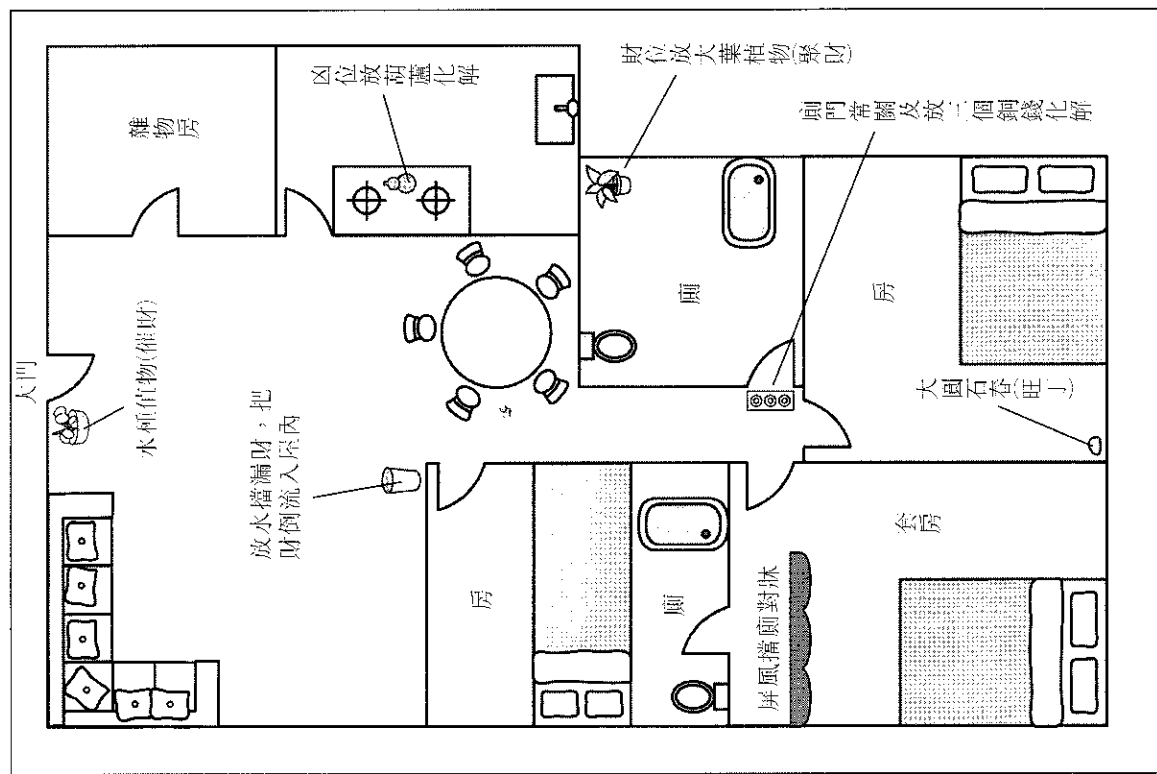 大門
水種植物(催財)
雜物房
凶位放葫蘆化解
財位放大葉植物(聚財)
廁門常關及放三個銅錢化解
放水擋漏財，把
財倒流入屋內
房
廁
屏風擋廁對牀
套房
廁
房
大圓石春(旺丁)